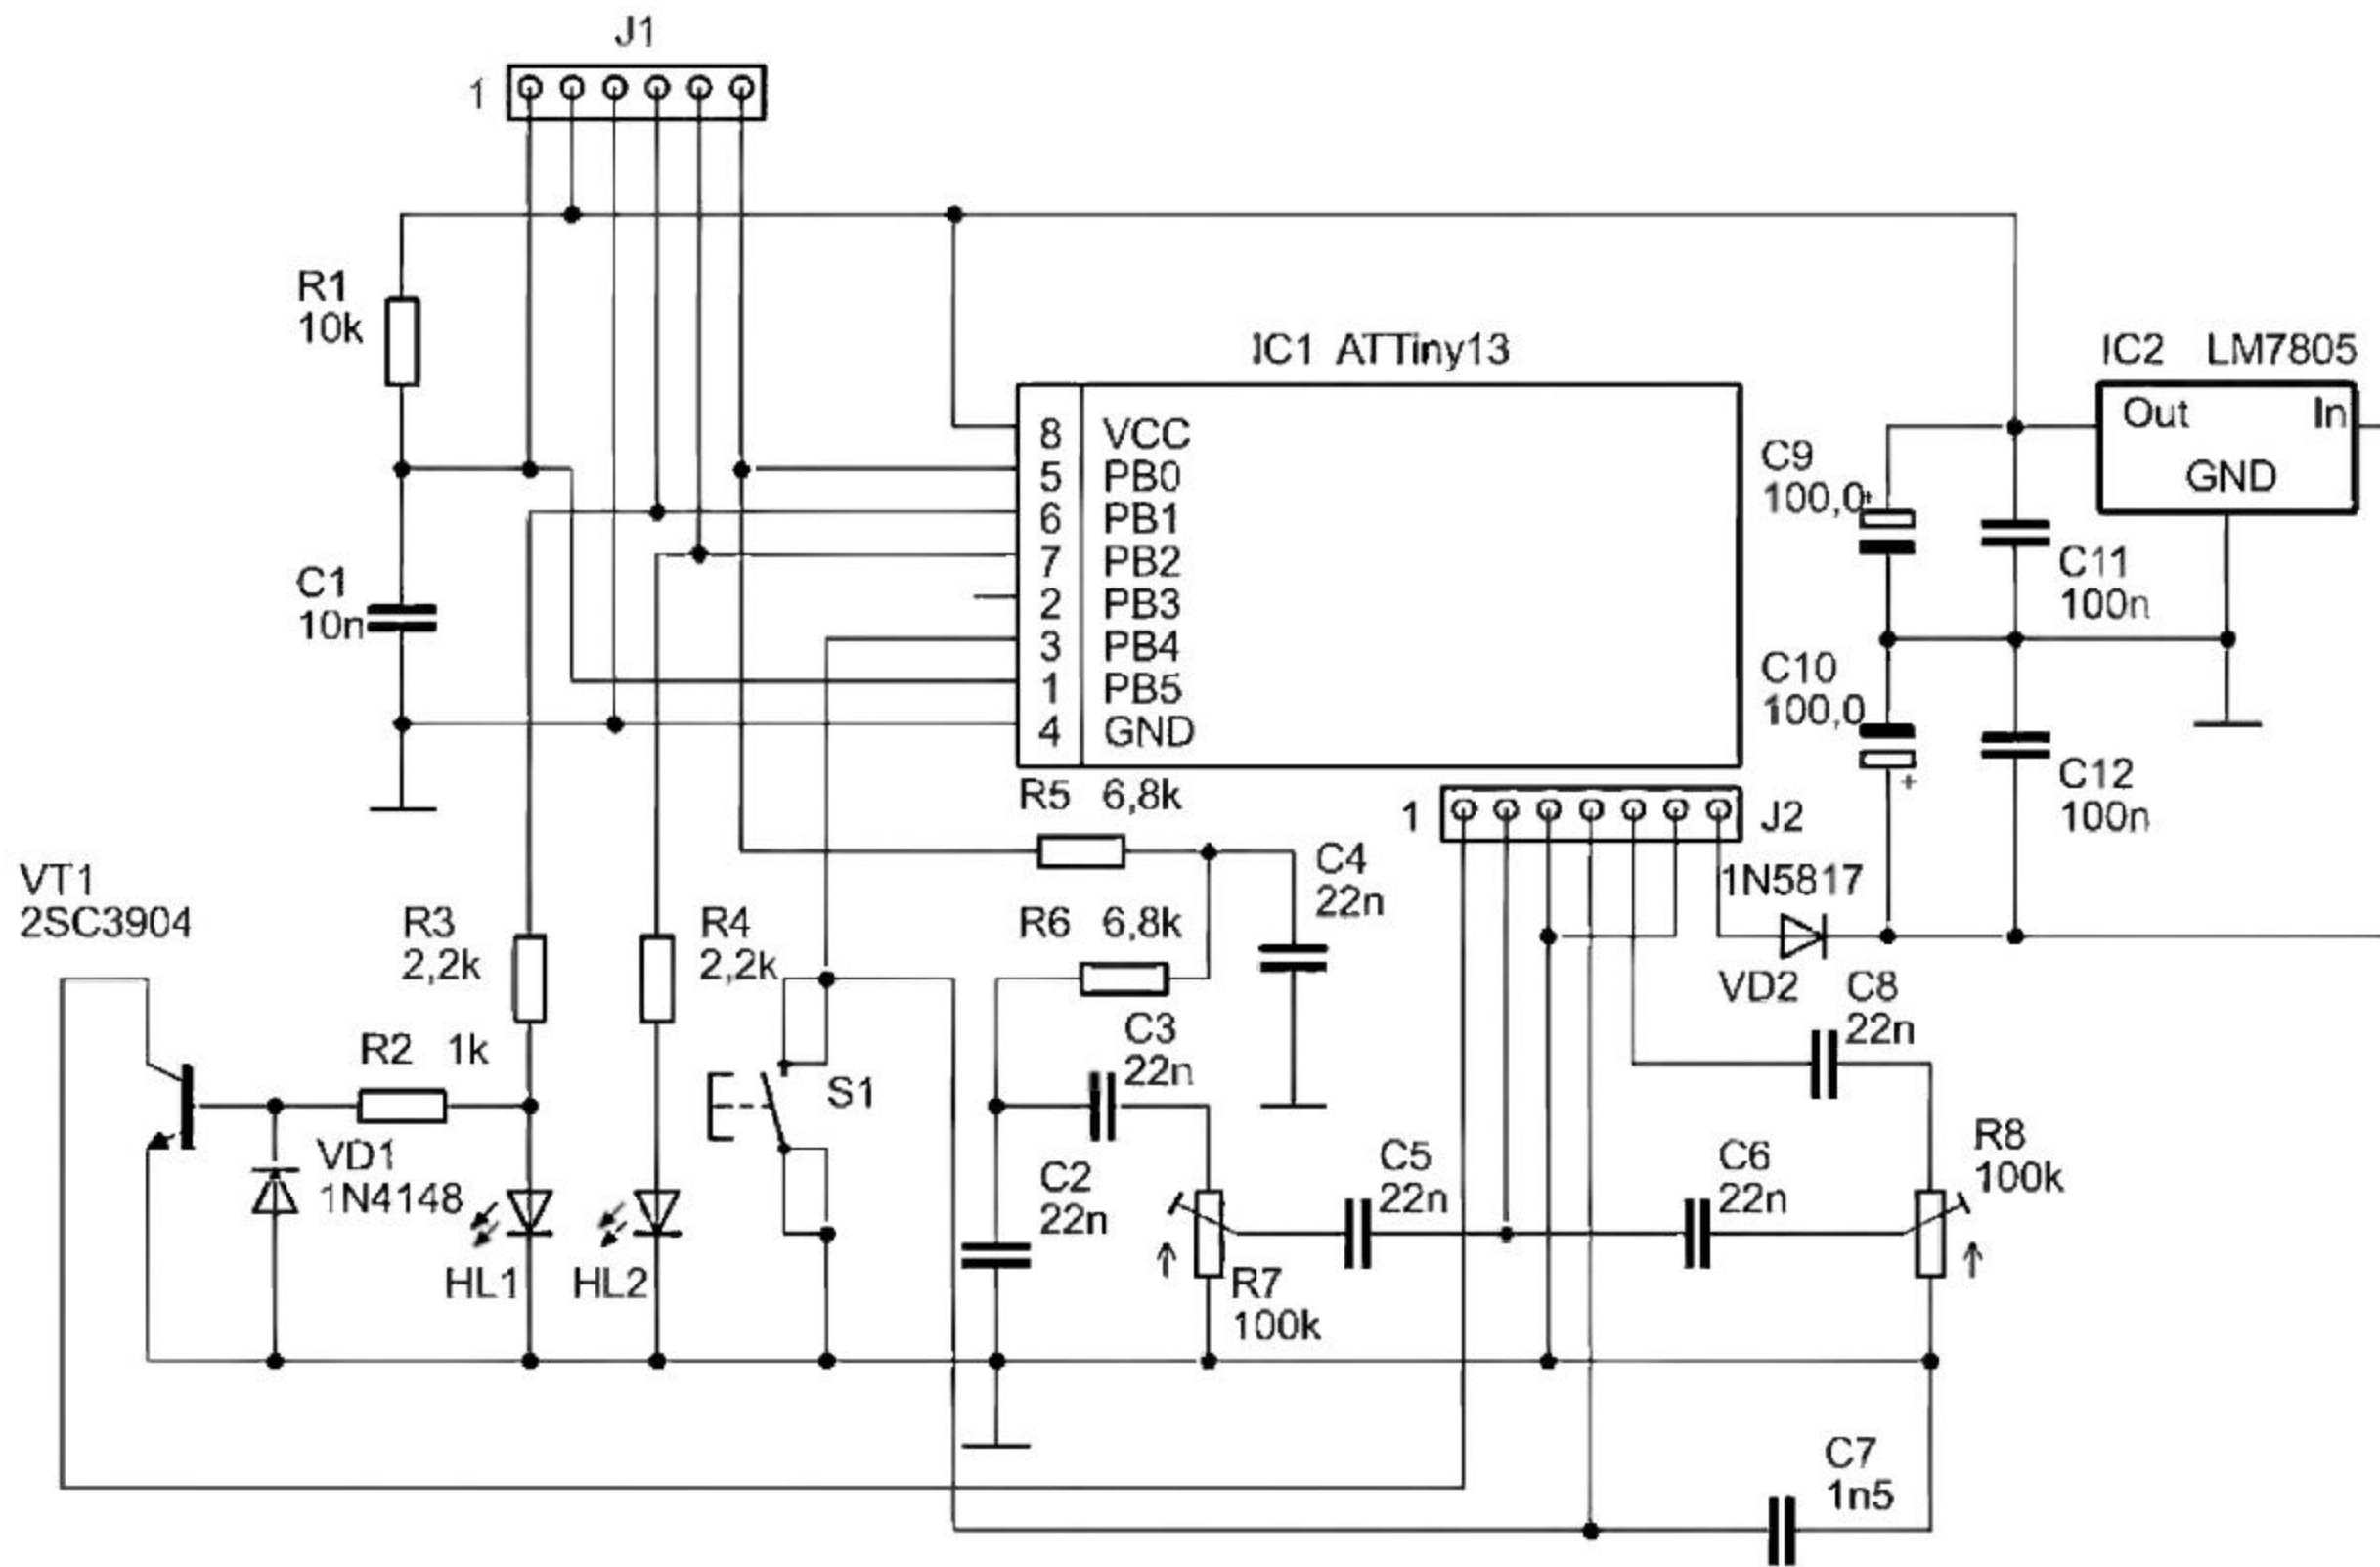 J1
1
R1
10k
IC1 ATTiny13
IC2 LM7805
Out In
GND
8 VCC
5 PB0
6 PB1
7 PB2
2 PB3
3 PB4
1 PB5
4 GND
C9
100,0+
C11
100n
C1
10n
C10
100,0
+
C12
100n
R5 6,8k
1
J2
C4
22n
1N5817
VT1
2SC3904
R3
2,2k
R4
2,2k
R6 6,8k
VD2
C8
22n
R2 1k
C3
22n
S1
VD1
1N4148
C2
22n
C5
22n
C6
22n
R8
100k
HL1
HL2
R7
100k
C7
1n5